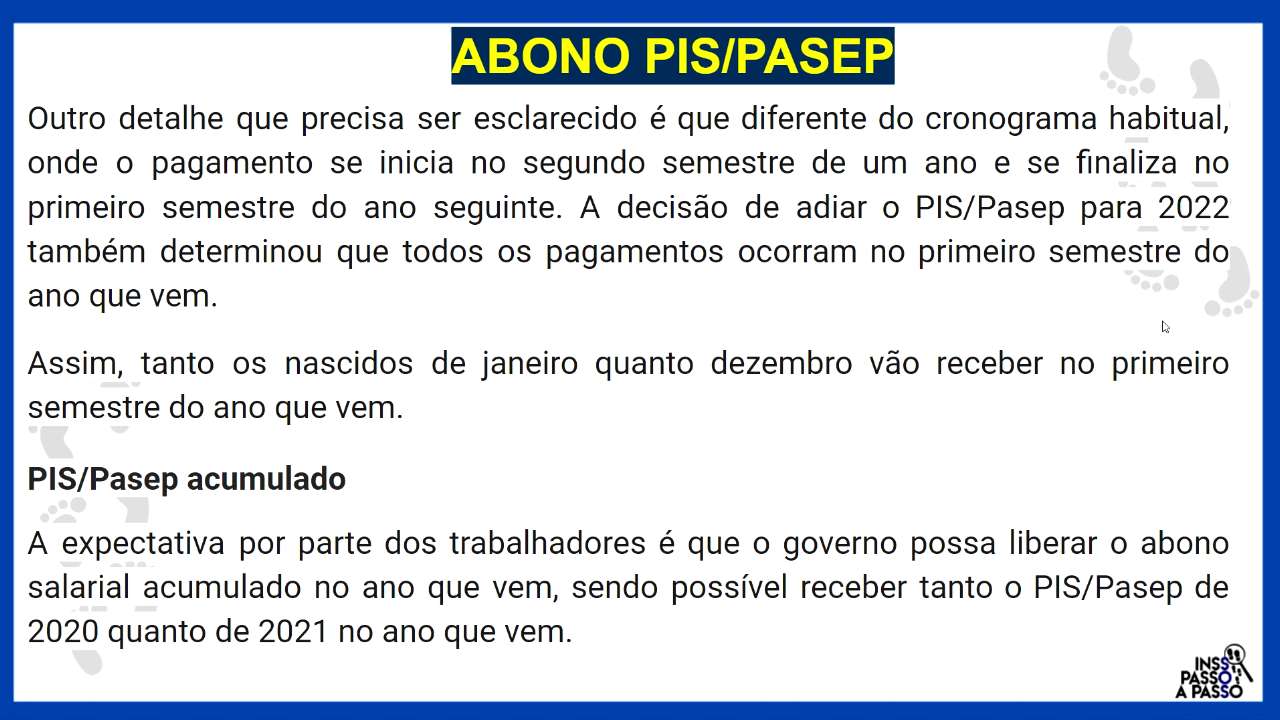 ABONO PIS/PASEP
Outro detalhe que precisa ser esclarecido é que diferente do cronograma habitual,
onde o pagamento se inicia no segundo semestre de um ano e se finaliza no
primeiro semestre do ano seguinte. A decisão de adiar o PIS/Pasep para 2022
também determinou que todos os pagamentos ocorram no primeiro semestre do
ano que vem.
Assim, tanto os nascidos de janeiro quanto dezembro vão receber no primeiro
semestre do ano que vem.
PIS/Pasep acumulado
A expectativa por parte dos trabalhadores é que o governo possa liberar o abono
salarial acumulado no ano que vem, sendo possível receber tanto o PIS/Pasep de
2020 quanto de 2021 no ano que vem.
INSS
PASSO
A PASSO